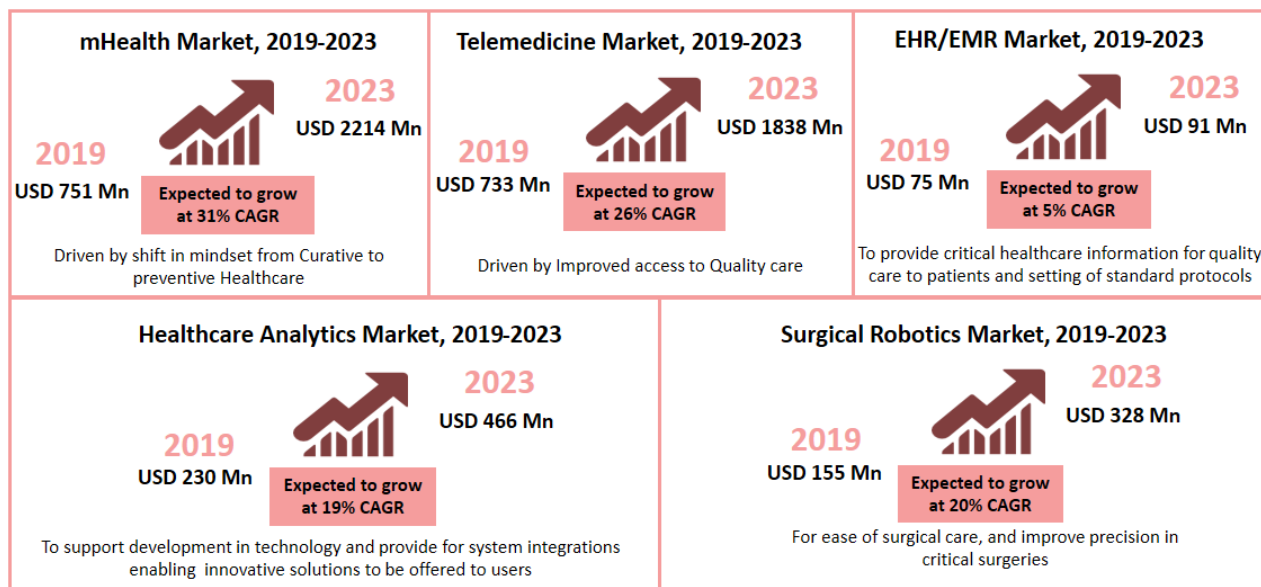 mHealth Market, 2019-2023
2023
USD 2214 Mn
2019
USD 751 Mn
Expected to grow
at 31% CAGR
Driven by shift in mindset from Curative to
preventive Healthcare
Telemedicine Market, 2019-2023
2023
USD 1838 Mn
2019
USD 733 Mn
Expected to grow
at 26% CAGR
Driven by Improved access to Quality care
EHR/EMR Market, 2019-2023
2023
USD 91 Mn
2019
USD 75 Mn
Expected to grow
at 5% CAGR
To provide critical healthcare information for quality
care to patients and setting of standard protocols
Healthcare Analytics Market, 2019-2023
2023
USD 466 Mn
2019
USD 230 Mn
Expected to grow
at 19% CAGR
To support development in technology and provide for system integrations
enabling innovative solutions to be offered to users
Surgical Robotics Market, 2019-2023
2023
USD 328 Mn
2019
USD 155 Mn
Expected to grow
at 20% CAGR
For ease of surgical care, and improve precision in
critical surgeries